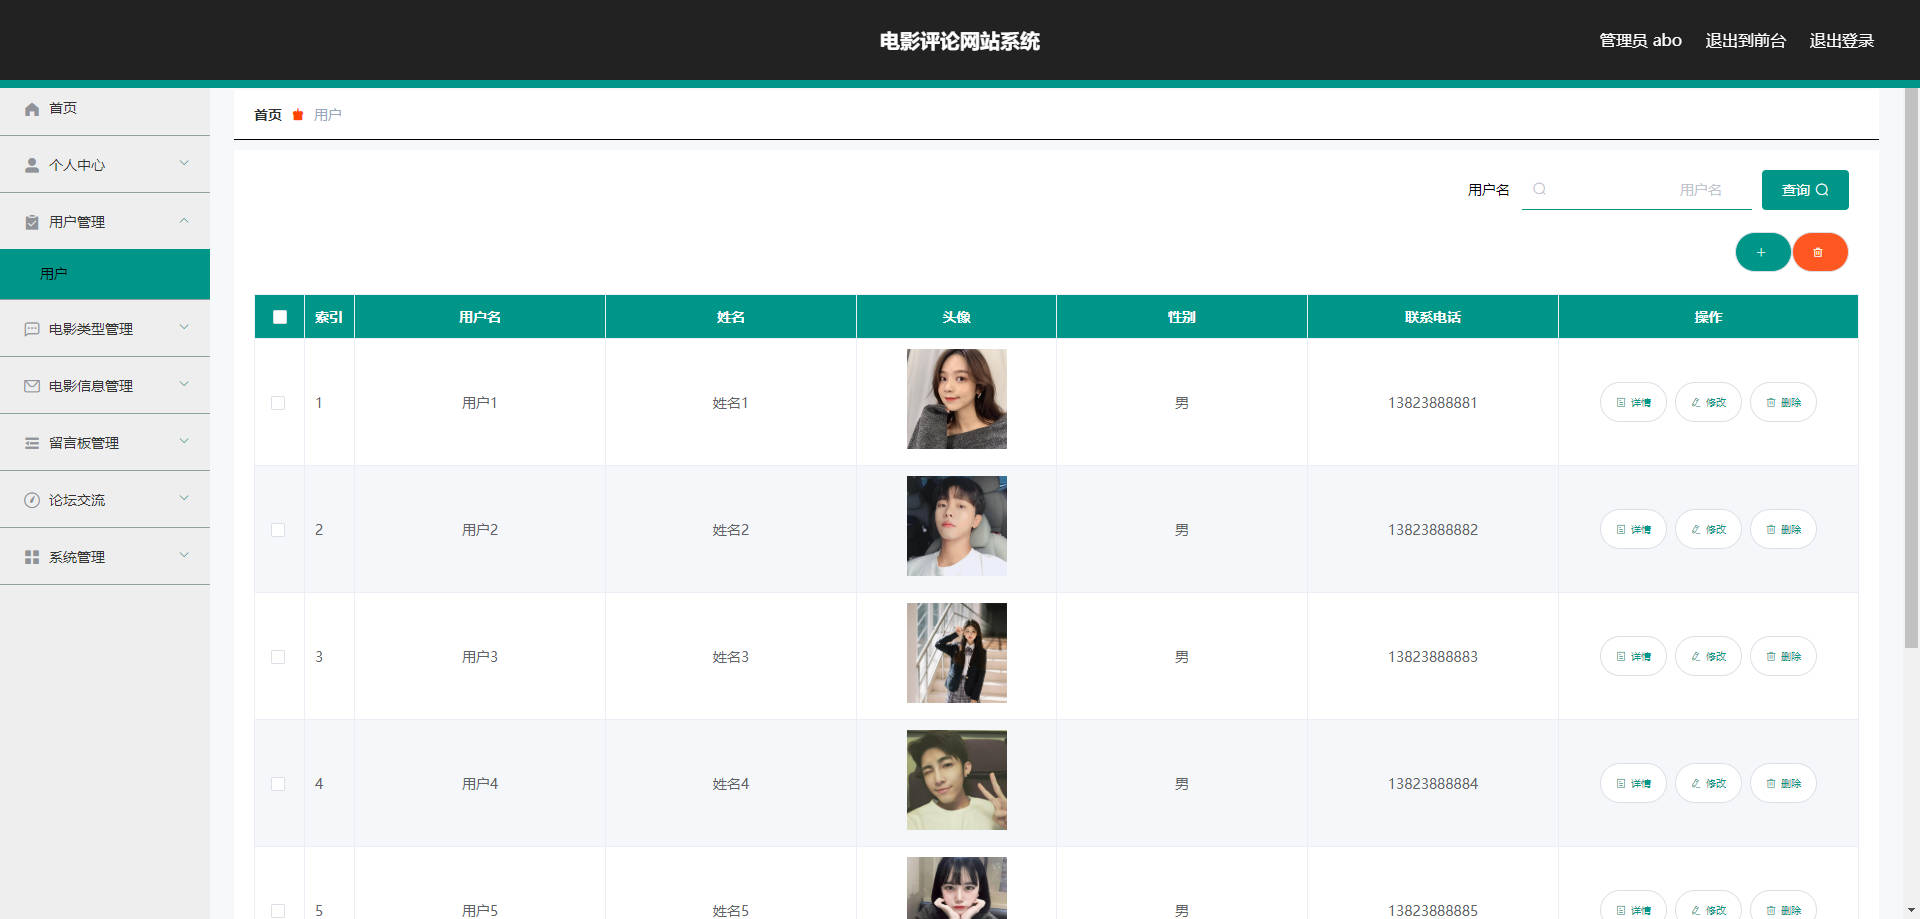 电影评论网站系统
管理员 abo 退出到前台 退出登录
首页
个人中心
用户管理
用户
电影类型管理
电影信息管理
留言板管理
论坛交流
系统管理
首页 用户
用户名 用户名 查询
索引 用户名 姓名 头像 性别 联系电话 操作
1 用户1 姓名1 男 13823888881 详情 修改 删除
2 用户2 姓名2 男 13823888882 详情 修改 删除
3 用户3 姓名3 男 13823888883 详情 修改 删除
4 用户4 姓名4 男 13823888884 详情 修改 删除
5 用户5 姓名5 男 13823888885 详情 修改 删除